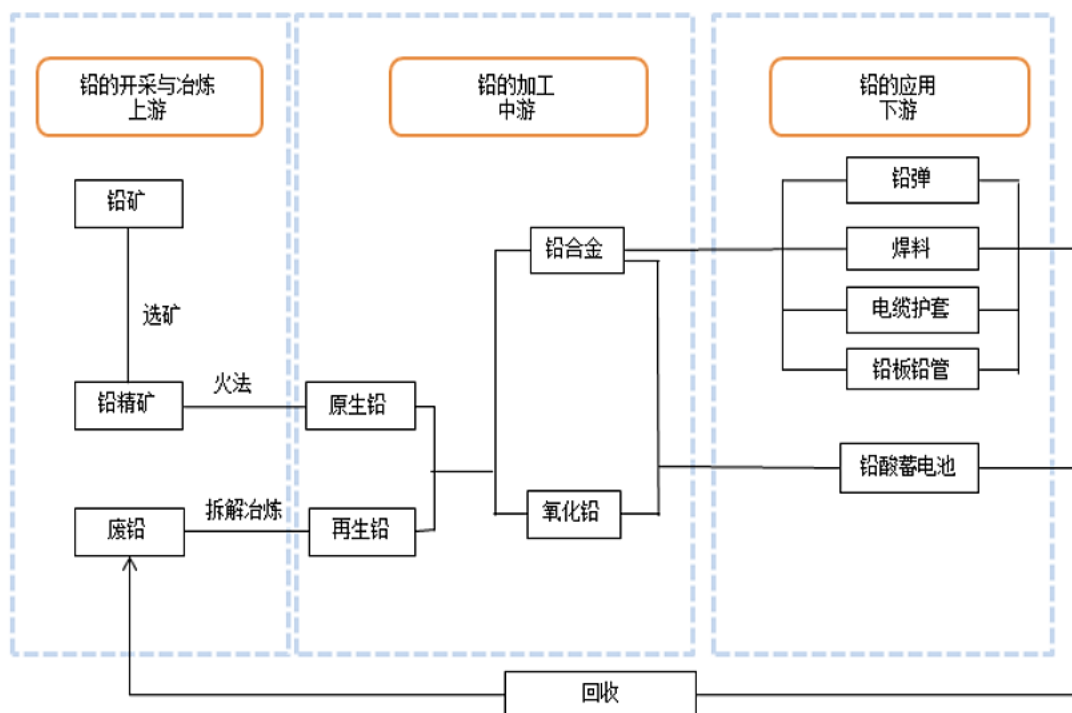 铅的开采与冶炼
上游
铅的加工
中游
铅的应用
下游
铅矿
选矿
铅精矿
火法
原生铅
废铅
拆解冶炼
再生铅
铅合金
氧化铅
铅弹
焊料
电缆护套
铅板铅管
铅酸蓄电池
回收